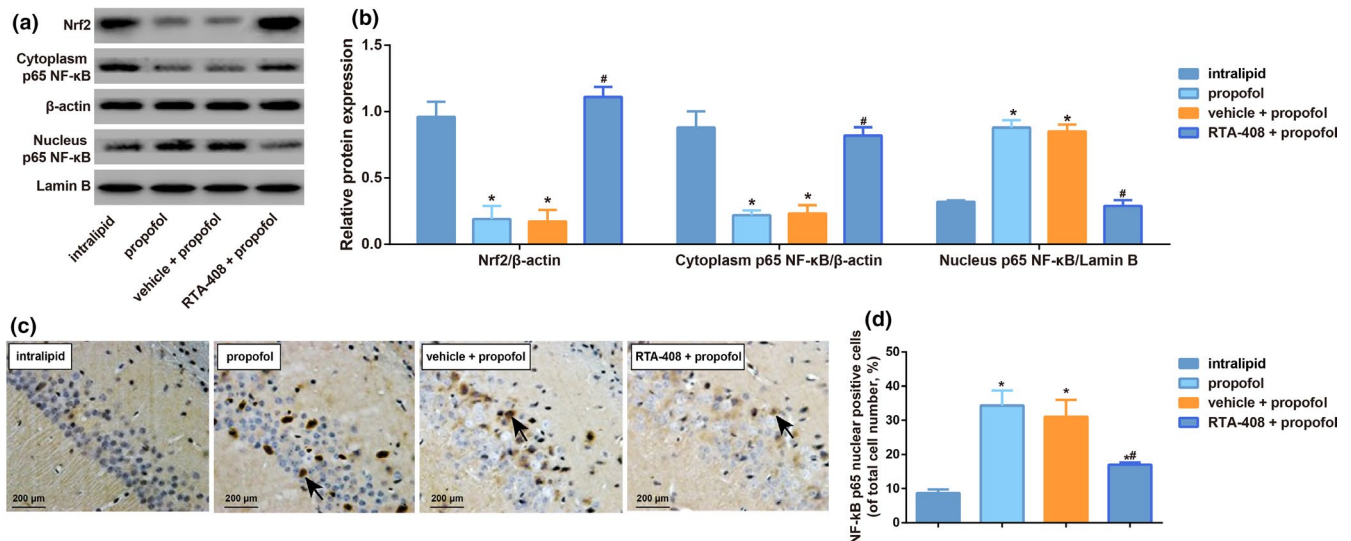 (a)
Nrf2
Cytoplasm
p65 NF-κB
β-actin
Nucleus
p65 NF-κB
Lamin B
intralipid
propofol
vehicle + propofol
RTA-408 + propofol
(b)
Relative protein expression
1.5
1.0
0.5
0.0
#
*
*
#
*
*
*
*
#
Nrf2/β-actin
Cytoplasm p65 NF-κB/β-actin
Nucleus p65 NF-κB/Lamin B
intralipid
propofol
vehicle + propofol
RTA-408 + propofol
(c)
intralipid
propofol
vehicle + propofol
RTA-408 + propofol
200 μm
200 μm
200 μm
200 μm
(d)
NF-kB p65 nuclear positive cells
(of total cell number, %)
50
40
30
20
10
0
*
*
*#
intralipid
propofol
vehicle + propofol
RTA-408 + propofol